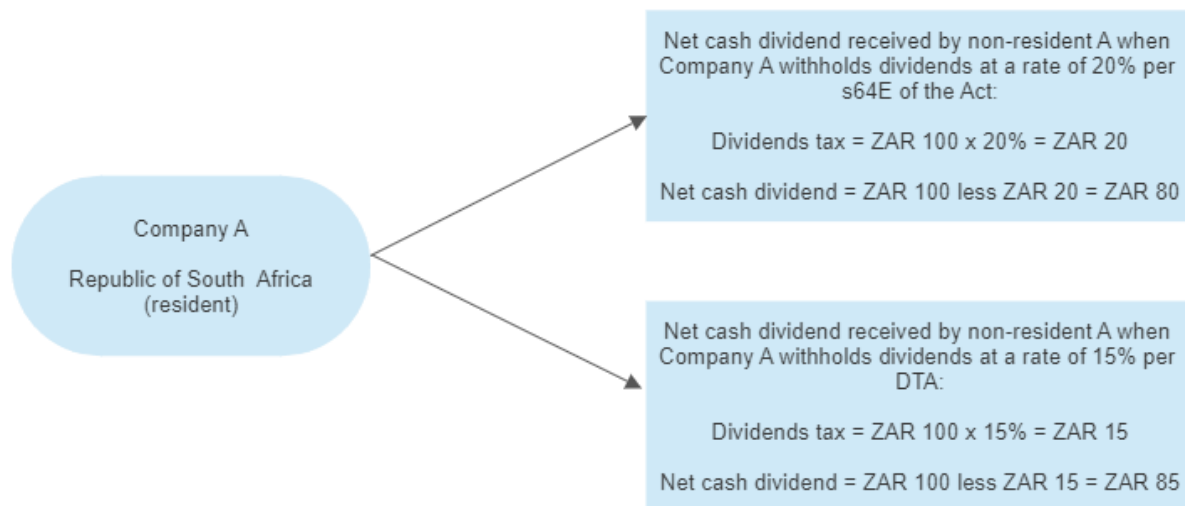 Company A
Republic of South Africa
(resident)
Net cash dividend received by non-resident A when
Company A withholds dividends at a rate of 20% per
s64E of the Act:
Dividends tax = ZAR 100 x 20% = ZAR 20
Net cash dividend = ZAR 100 less ZAR 20 = ZAR 80
Net cash dividend received by non-resident A when
Company A withholds dividends at a rate of 15% per
DTA:
Dividends tax = ZAR 100 x 15% = ZAR 15
Net cash dividend = ZAR 100 less ZAR 15 = ZAR 85